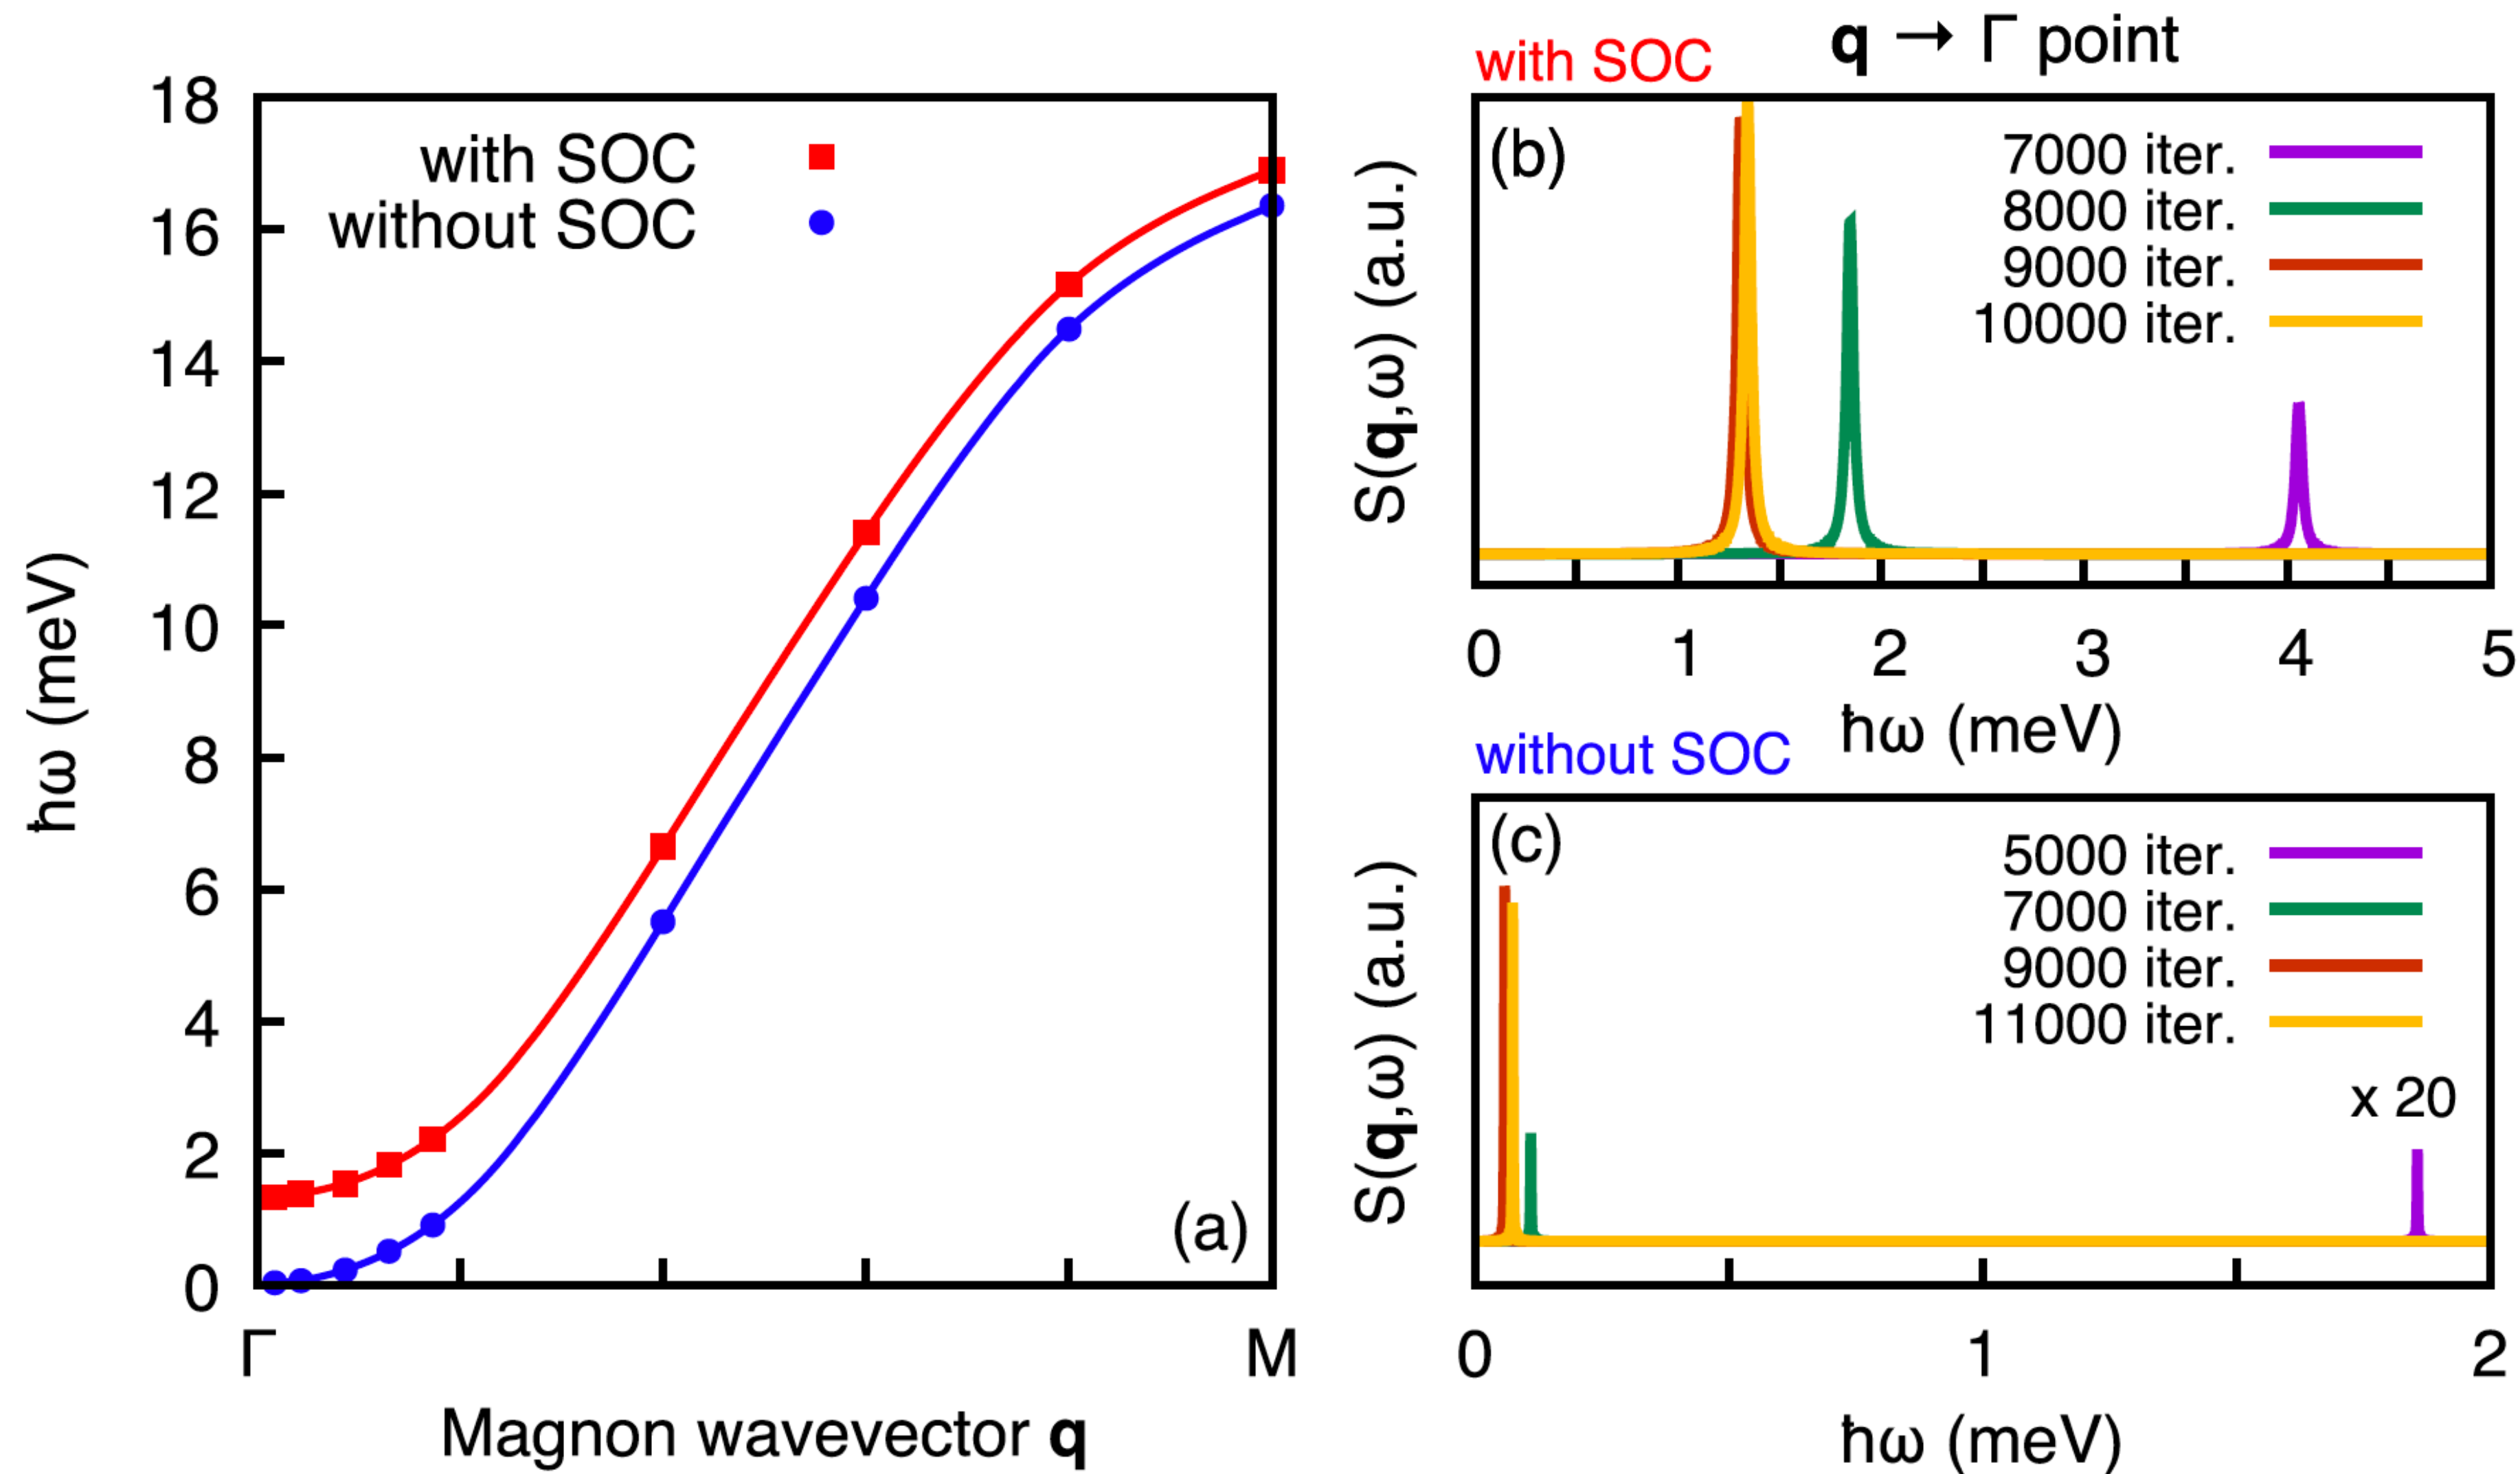 18
16
14
12
10
8
6
4
2
0
ħω (meV)
with SOC
without SOC
(a)
Γ
M
Magnon wavevector q
with SOC
q → Γ point
(b)
S(q,ω) (a.u.)
7000 iter.
8000 iter.
9000 iter.
10000 iter.
0 1 2 3 4 5
ħω (meV)
without SOC
(c)
S(q,ω) (a.u.)
5000 iter.
7000 iter.
9000 iter.
11000 iter.
x 20
0 1 2
ħω (meV)